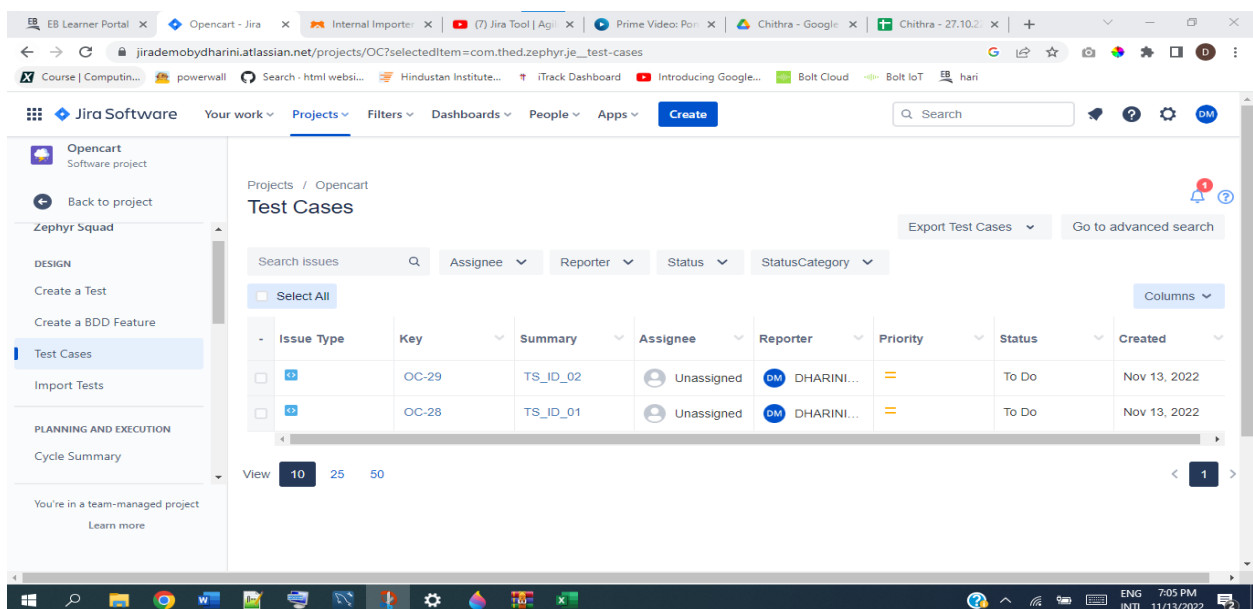 EB Learner Portal
Opencart - Jira
Internal Importer
(7) Jira Tool | Agil
Prime Video: Pon
Chithra - Google
Chithra - 27.10.2
jirademobydharini.atlassian.net/projects/OC?selectedItem=com.thed.zephyr.je__test-cases
Course | Computin... powerwall Search - html websi... Hindustan Institute... iTrack Dashboard Introducing Google... Bolt Cloud Bolt IoT EB hari
Jira Software Your work Projects Filters Dashboards People Apps Create Search DM
Opencart
Software project
Back to project
Zephyr Squad
DESIGN
Create a Test
Create a BDD Feature
Test Cases
Import Tests
PLANNING AND EXECUTION
Cycle Summary
You're in a team-managed project
Learn more
Projects / Opencart
1
Test Cases
Export Test Cases Go to advanced search
Search issues Assignee Reporter Status StatusCategory
Select All Columns
- Issue Type Key Summary Assignee Reporter Priority Status Created
OC-29 TS_ID_02 Unassigned DM DHARINI... To Do Nov 13, 2022
OC-28 TS_ID_01 Unassigned DM DHARINI... To Do Nov 13, 2022
View 10 25 50 < 1 >
ENG 7:05 PM
INTL 11/13/2022